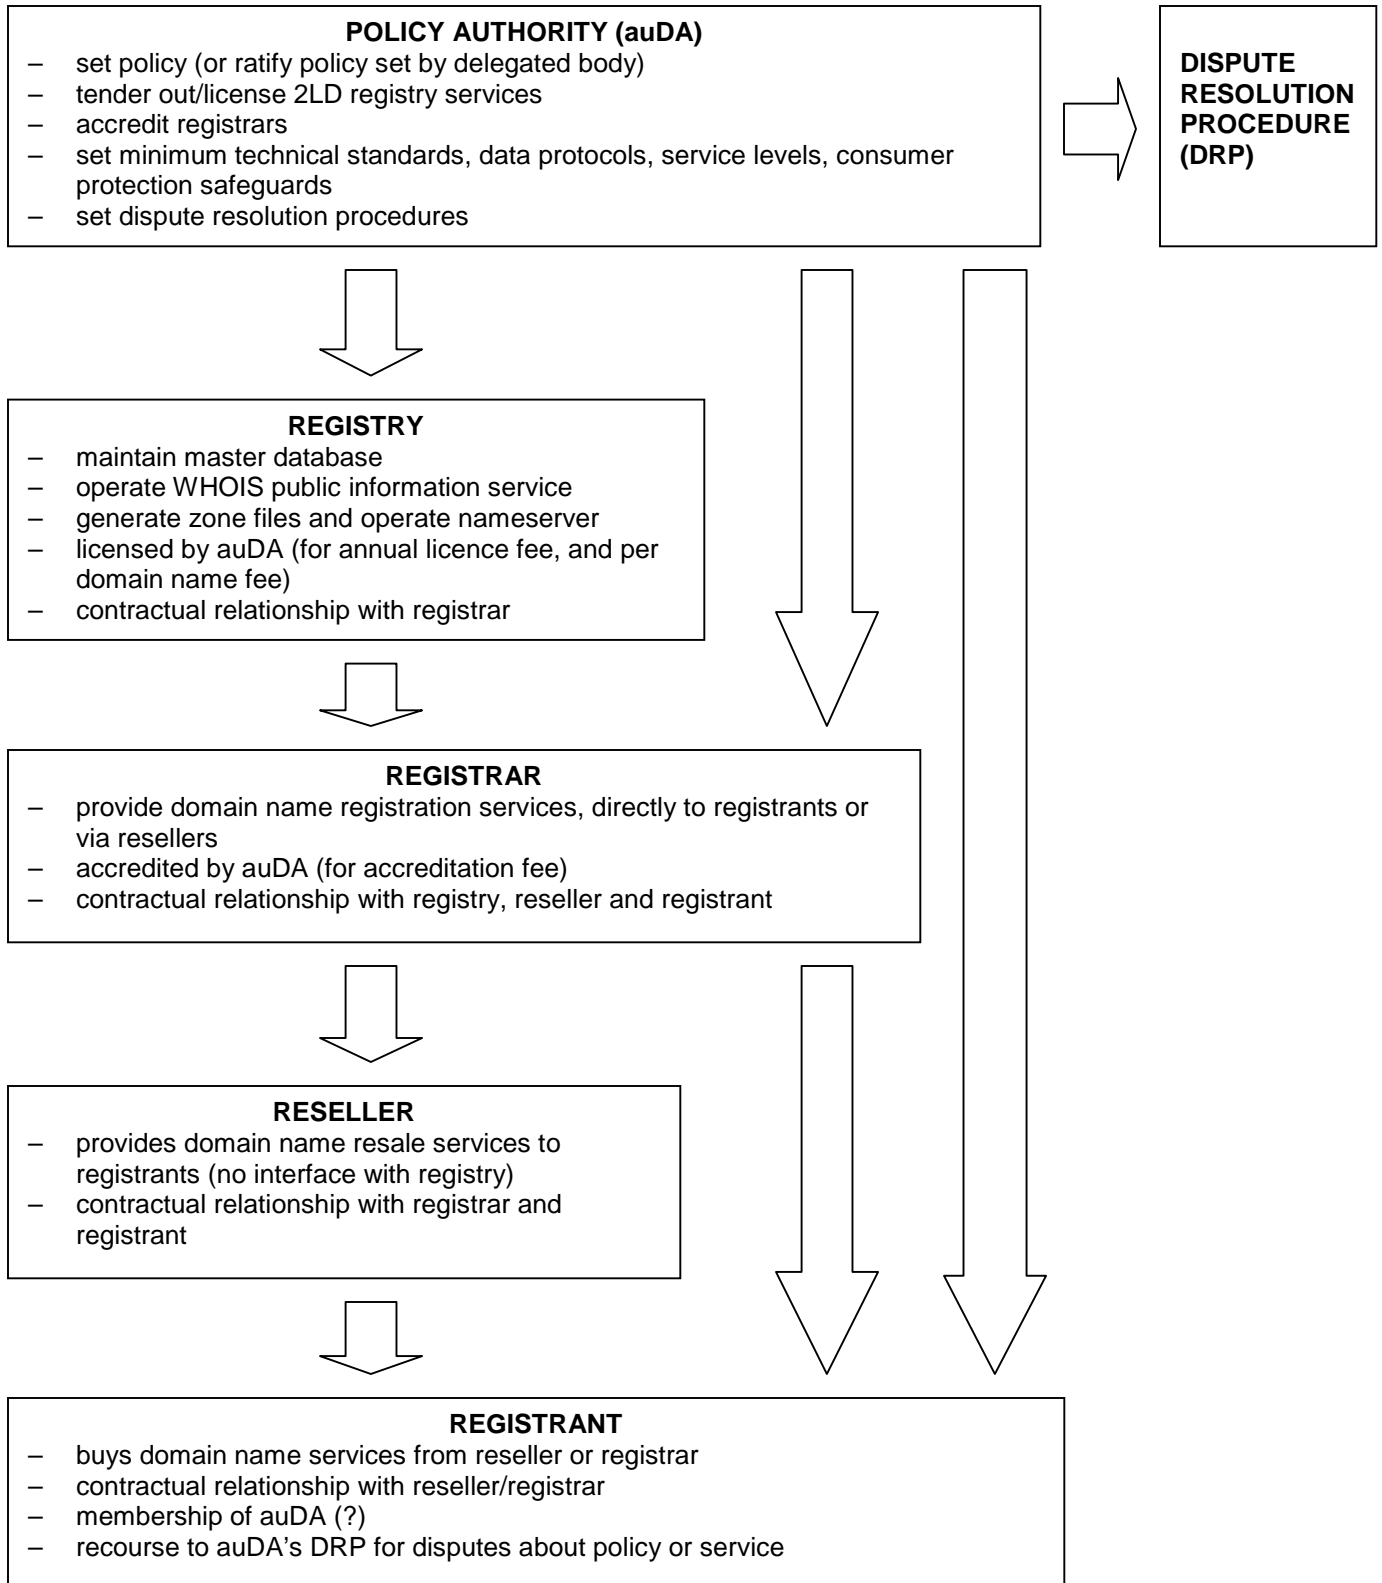 POLICY AUTHORITY (auDA)
– set policy (or ratify policy set by delegated body)
– tender out/license 2LD registry services
– accredit registrars
– set minimum technical standards, data protocols, service levels, consumer
protection safeguards
– set dispute resolution procedures
DISPUTE
RESOLUTION
PROCEDURE
(DRP)
REGISTRY
– maintain master database
– operate WHOIS public information service
– generate zone files and operate nameserver
– licensed by auDA (for annual licence fee, and per
domain name fee)
– contractual relationship with registrar
REGISTRAR
– provide domain name registration services, directly to registrants or
via resellers
– accredited by auDA (for accreditation fee)
– contractual relationship with registry, reseller and registrant
RESELLER
– provides domain name resale services to
registrants (no interface with registry)
– contractual relationship with registrar and
registrant
REGISTRANT
– buys domain name services from reseller or registrar
– contractual relationship with reseller/registrar
– membership of auDA (?)
– recourse to auDA’s DRP for disputes about policy or service